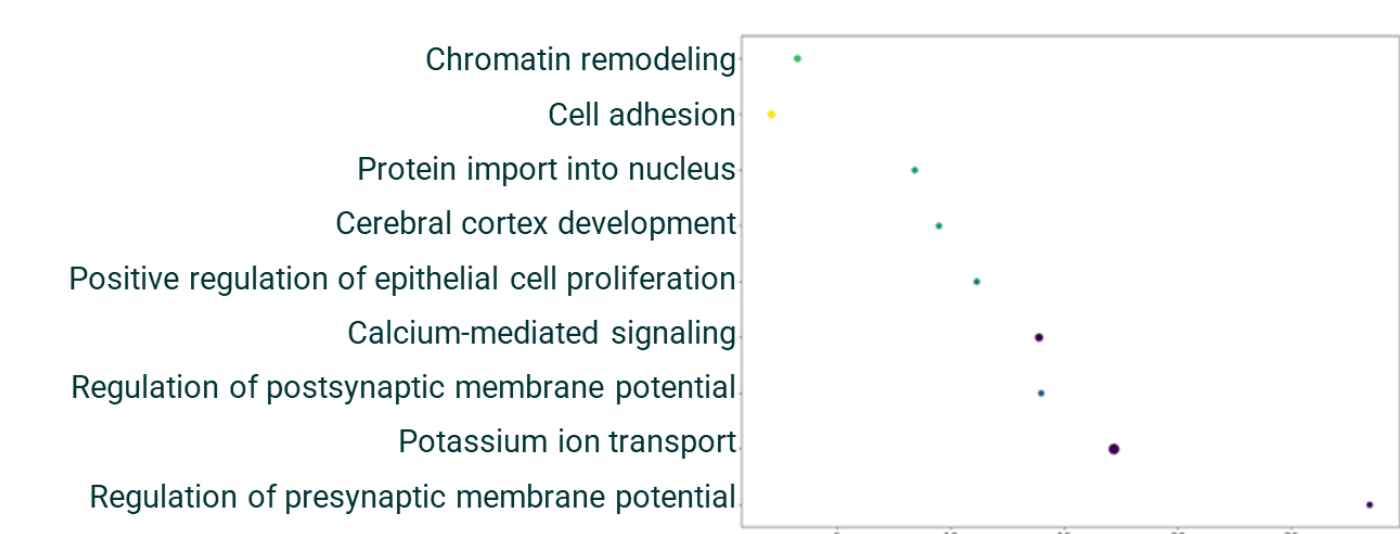 Chromatin remodeling
Cell adhesion
Protein import into nucleus
Cerebral cortex development
Positive regulation of epithelial cell proliferation
Calcium-mediated signaling
Regulation of postsynaptic membrane potential
Potassium ion transport
Regulation of presynaptic membrane potential